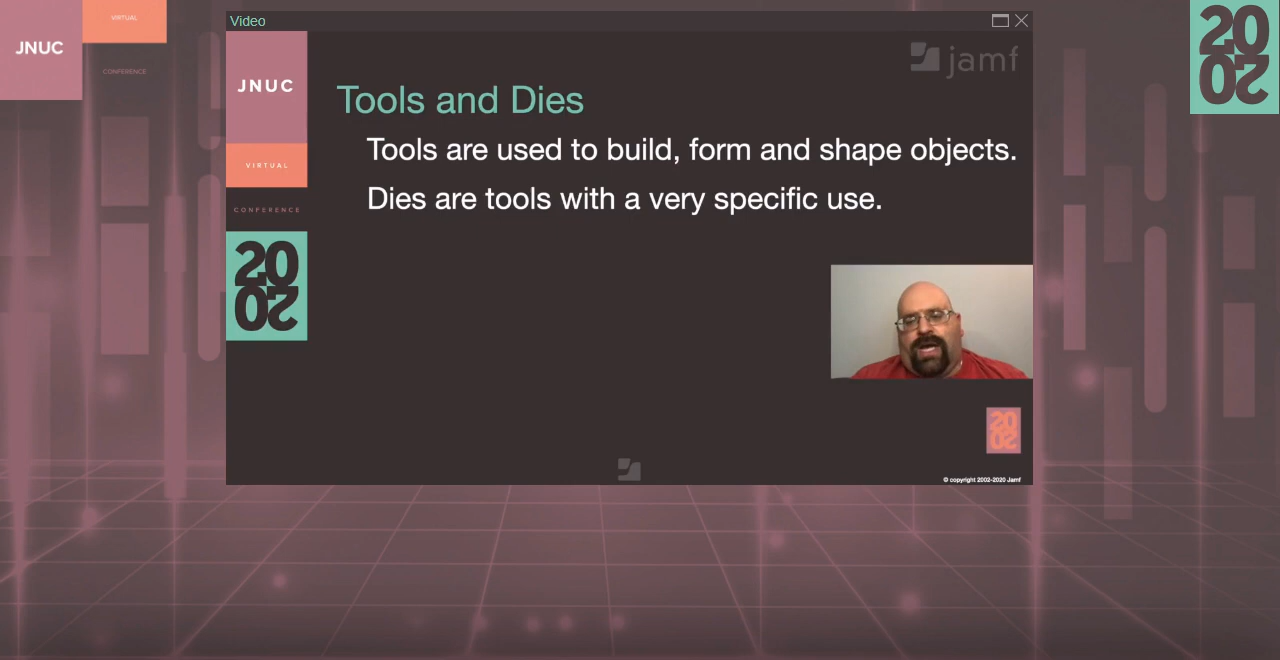 JNUC
VIRTUAL
CONFERENCE
2020
Video
JNUC
VIRTUAL
CONFERENCE
2020
jamf
Tools and Dies
Tools are used to build, form and shape objects.
Dies are tools with a very specific use.
2020
© copyright 2002-2020 Jamf